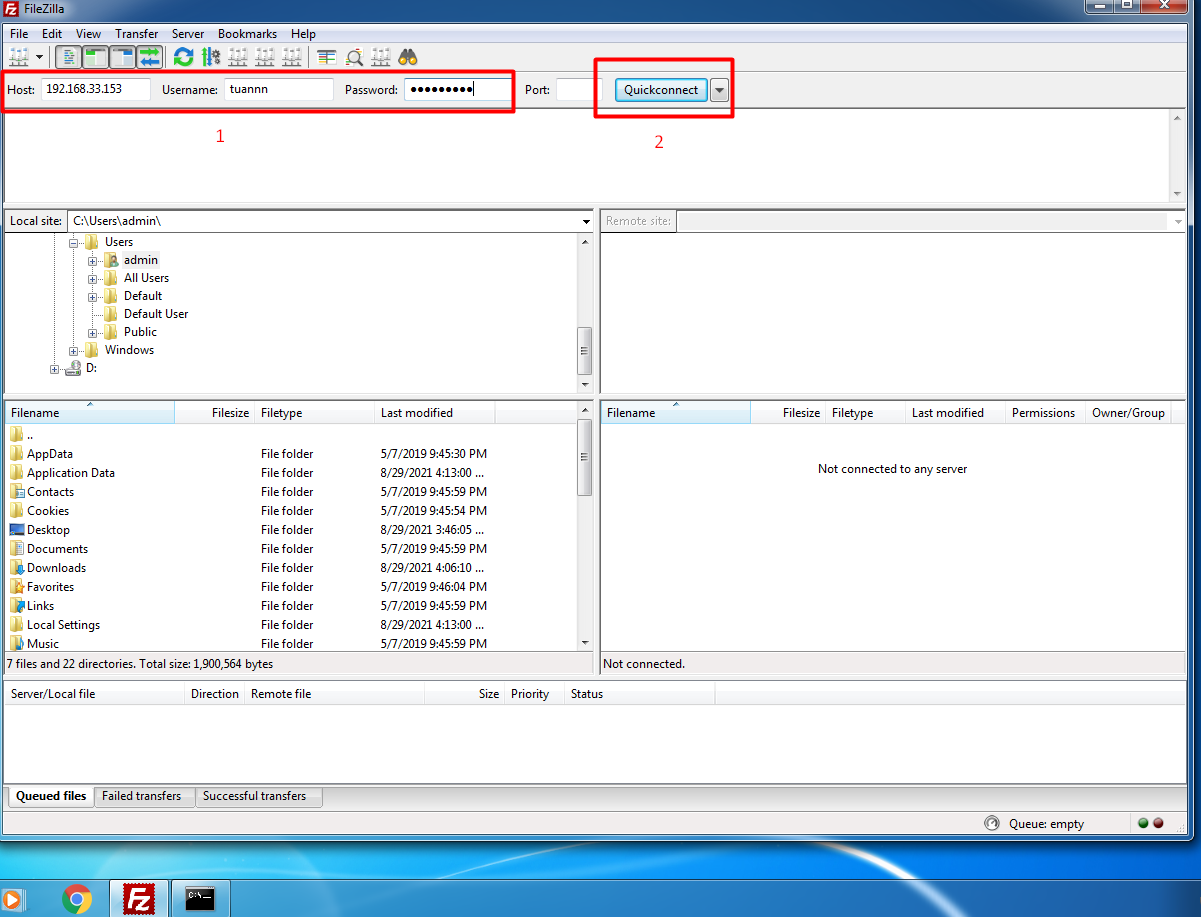 FileZilla
File Edit View Transfer Server Bookmarks Help
Host: 192.168.33.153 Username: tuannn Password: ●●●●●●●●● Port: Quickconnect
1
2
Local site: C:\Users\admin\
Remote site:
Users
admin
All Users
Default
Default User
Public
Windows
D:
Filename Filesize Filetype Last modified
..
AppData File folder 5/7/2019 9:45:30 PM
Application Data File folder 8/29/2021 4:13:00 ...
Contacts File folder 5/7/2019 9:45:59 PM
Cookies File folder 5/7/2019 9:45:54 PM
Desktop File folder 8/29/2021 3:46:05 ...
Documents File folder 5/7/2019 9:45:59 PM
Downloads File folder 8/29/2021 4:06:10 ...
Favorites File folder 5/7/2019 9:46:04 PM
Links File folder 5/7/2019 9:45:59 PM
Local Settings File folder 8/29/2021 4:13:00 ...
Music File folder 5/7/2019 9:45:59 PM
7 files and 22 directories. Total size: 1,900,564 bytes
Filename Filesize Filetype Last modified Permissions Owner/Group
Not connected to any server
Not connected.
Server/Local file Direction Remote file Size Priority Status
Queued files Failed transfers Successful transfers
Queue: empty
Fz
C:\_